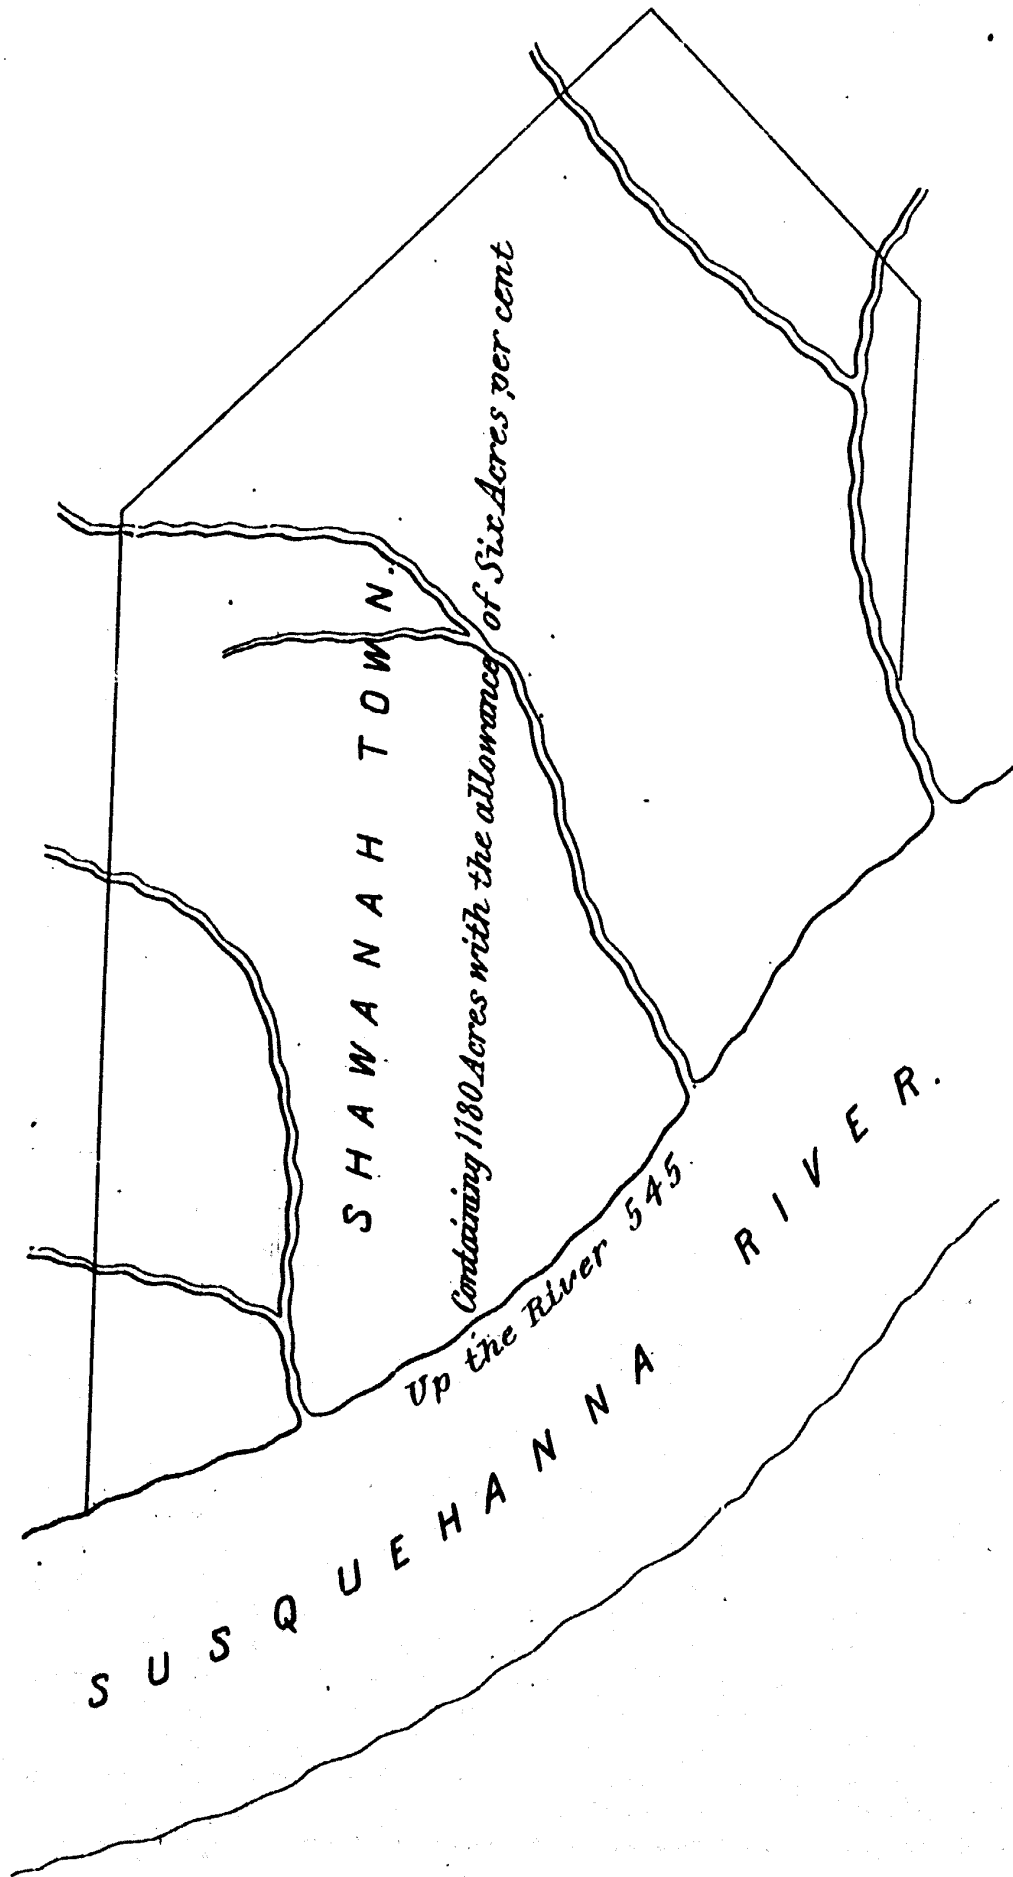 SHAWANAH TOWN.
Containing 1180 Acres with the allowance of Six Acres per cent
Up the River 545
SUSQUEHANNA RIVER.